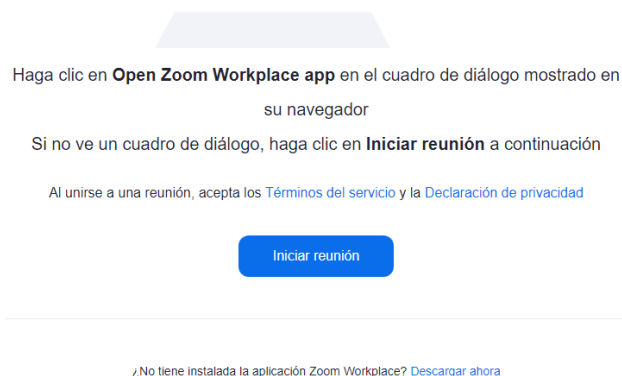 Haga clic en Open Zoom Workplace app en el cuadro de diálogo mostrado en
su navegador
Si no ve un cuadro de diálogo, haga clic en Iniciar reunión a continuación
Al unirse a una reunión, acepta los Términos del servicio y la Declaración de privacidad
Iniciar reunión
¿No tiene instalada la aplicación Zoom Workplace? Descargar ahora